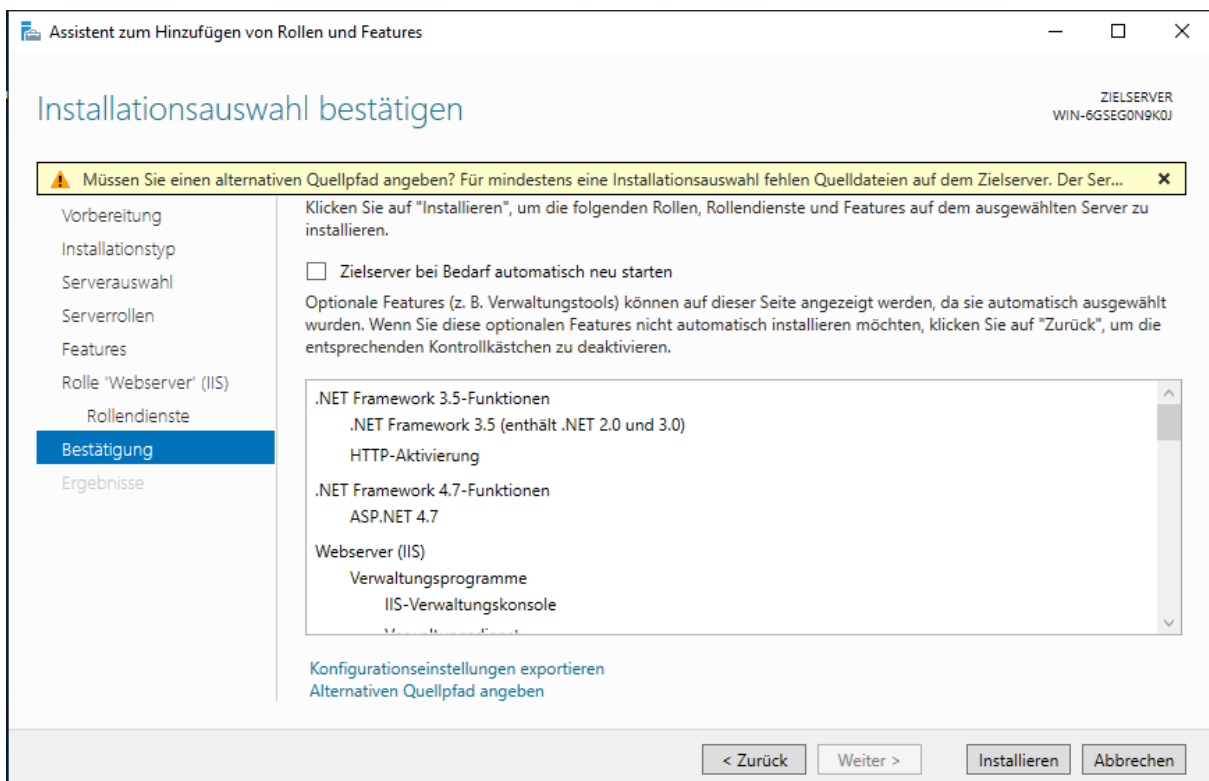 Assistent zum Hinzufügen von Rollen und Features
Installationsauswahl bestätigen
ZIELSERVER
WIN-6GSEG0N9K0J
Müssen Sie einen alternativen Quellpfad angeben? Für mindestens eine Installationsauswahl fehlen Quelldateien auf dem Zielserver. Der Ser...
Vorbereitung
Installationstyp
Serverauswahl
Serverrollen
Features
Rolle 'Webserver' (IIS)
Rollendienste
Bestätigung
Ergebnisse
Klicken Sie auf "Installieren", um die folgenden Rollen, Rollendienste und Features auf dem ausgewählten Server zu
installieren.
Zielserver bei Bedarf automatisch neu starten
Optionale Features (z. B. Verwaltungstools) können auf dieser Seite angezeigt werden, da sie automatisch ausgewählt
wurden. Wenn Sie diese optionalen Features nicht automatisch installieren möchten, klicken Sie auf "Zurück", um die
entsprechenden Kontrollkästchen zu deaktivieren.
.NET Framework 3.5-Funktionen
.NET Framework 3.5 (enthält .NET 2.0 und 3.0)
HTTP-Aktivierung
.NET Framework 4.7-Funktionen
ASP.NET 4.7
Webserver (IIS)
Verwaltungsprogramme
IIS-Verwaltungskonsole
Konfigurationseinstellungen exportieren
Alternativen Quellpfad angeben
< Zurück
Weiter >
Installieren
Abbrechen